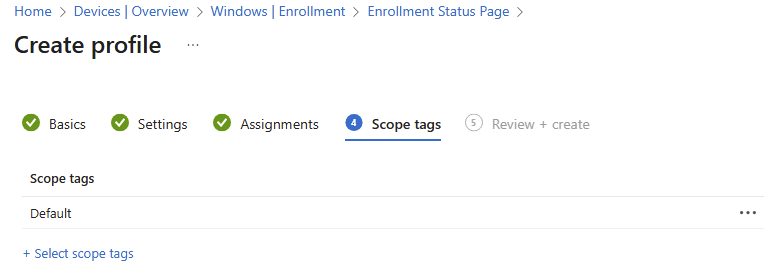 Home > Devices | Overview > Windows | Enrollment > Enrollment Status Page >
Create profile ...
Basics Settings Assignments 4 Scope tags 5 Review + create
Scope tags
Default ...
+ Select scope tags